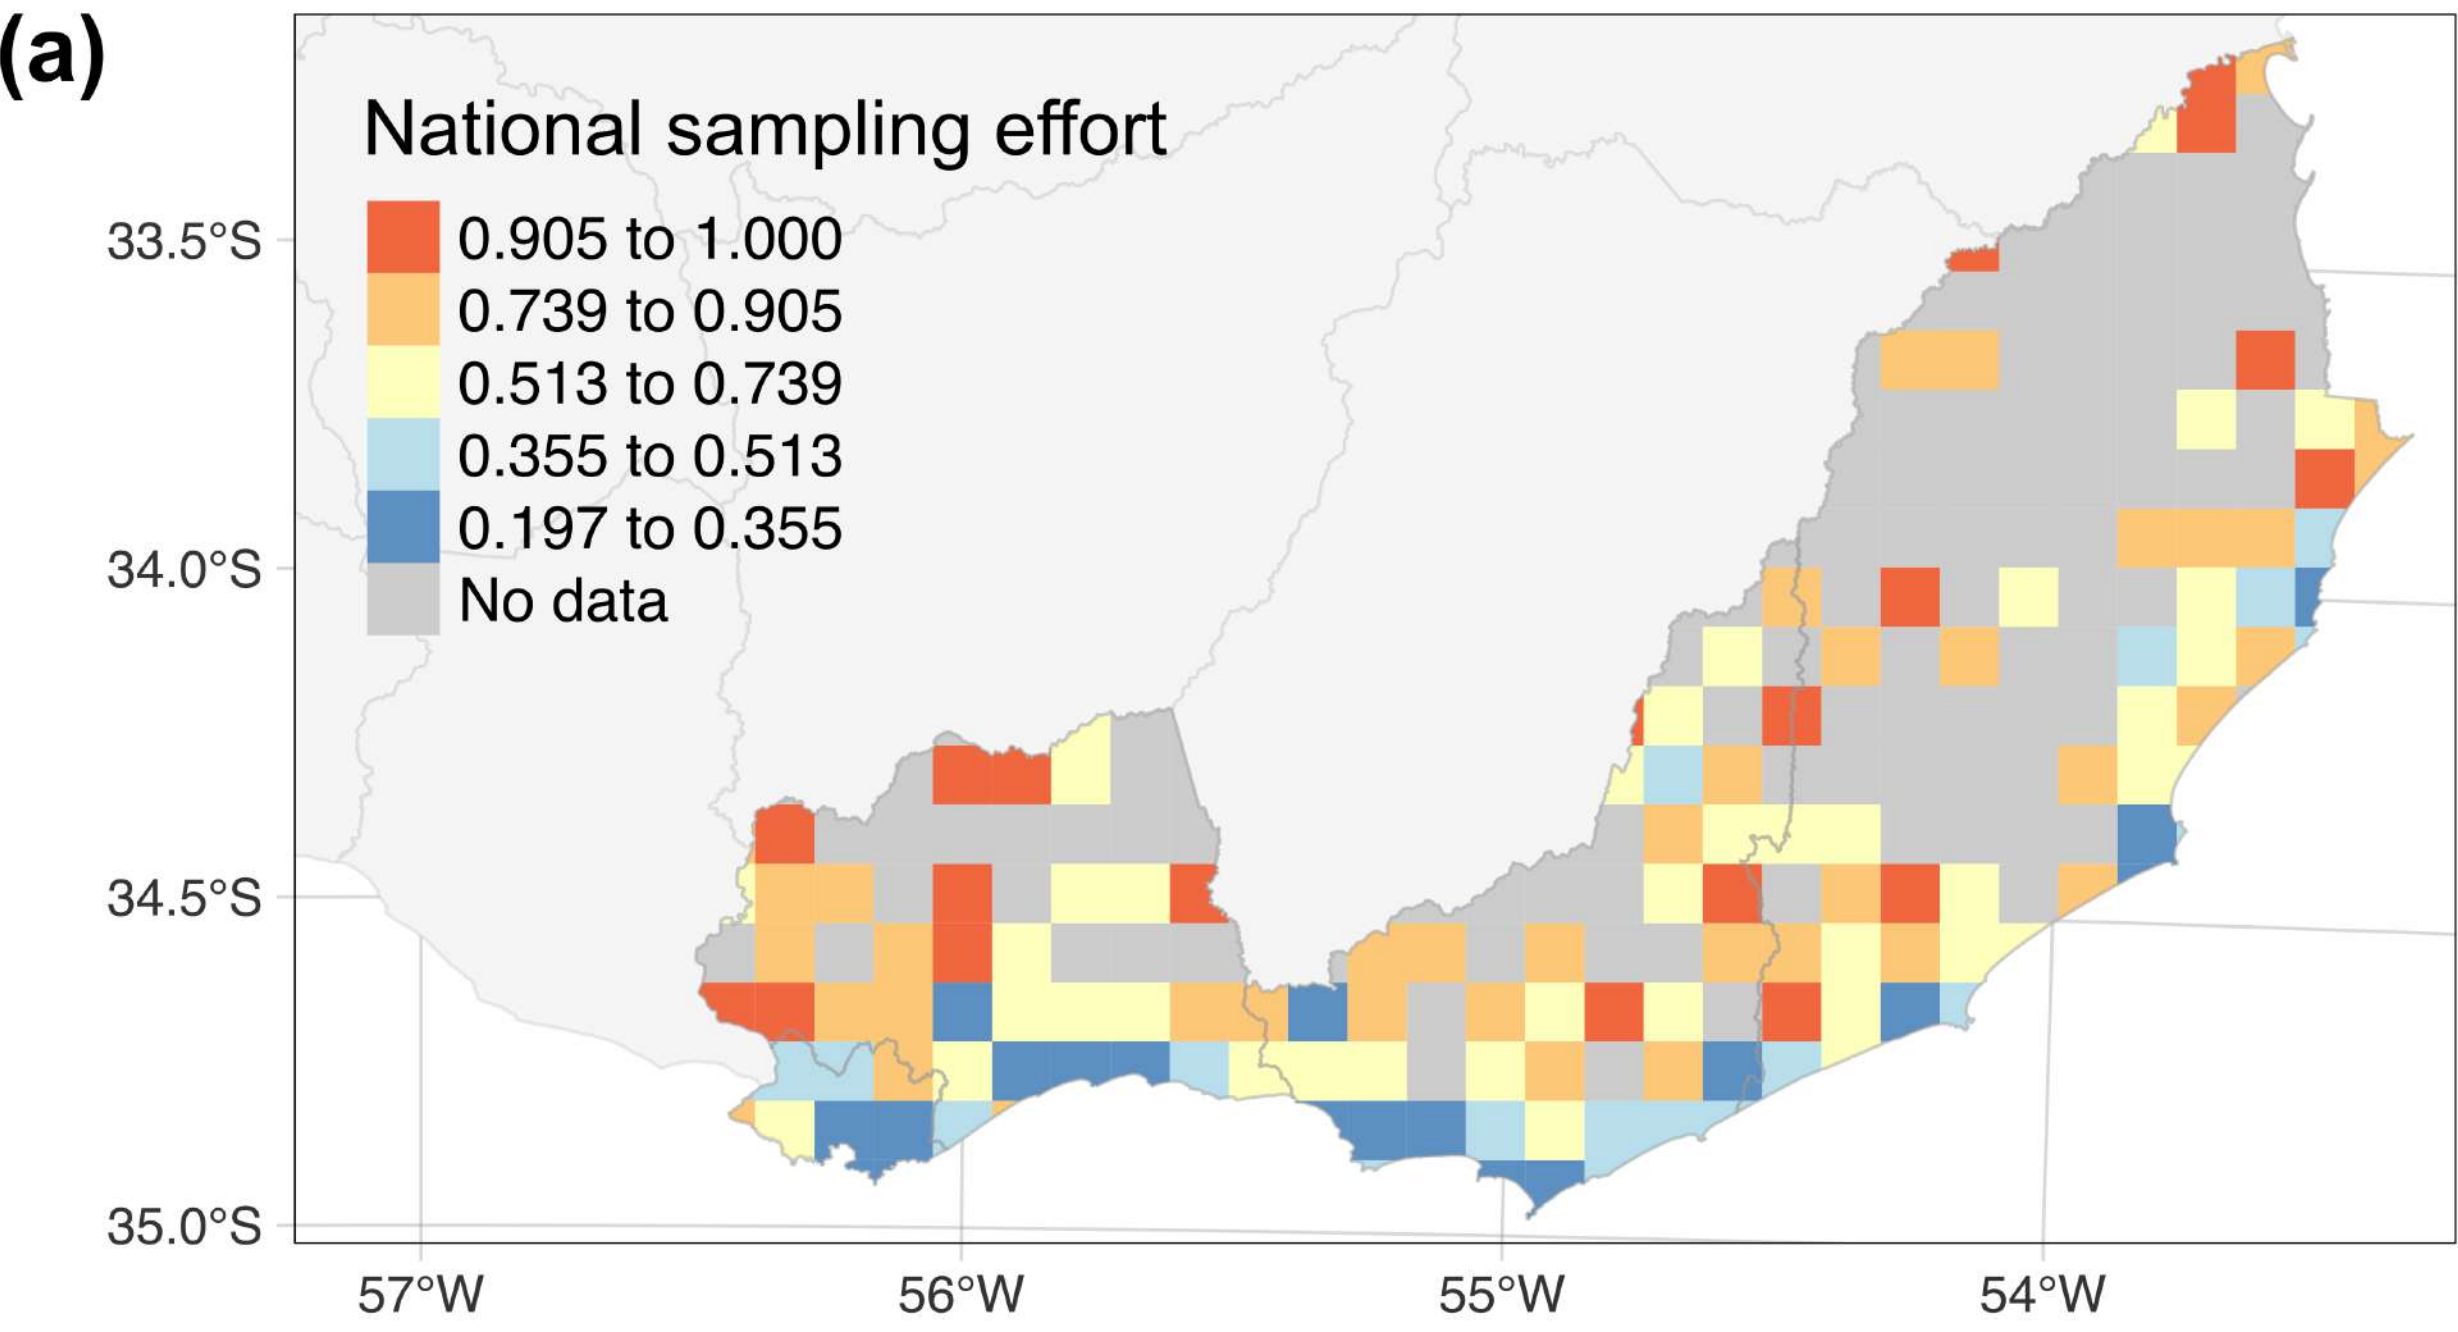 (a)
National sampling effort
0.905 to 1.000
0.739 to 0.905
0.513 to 0.739
0.355 to 0.513
0.197 to 0.355
No data
33.5°S
34.0°S
34.5°S
35.0°S
57°W
56°W
55°W
54°W